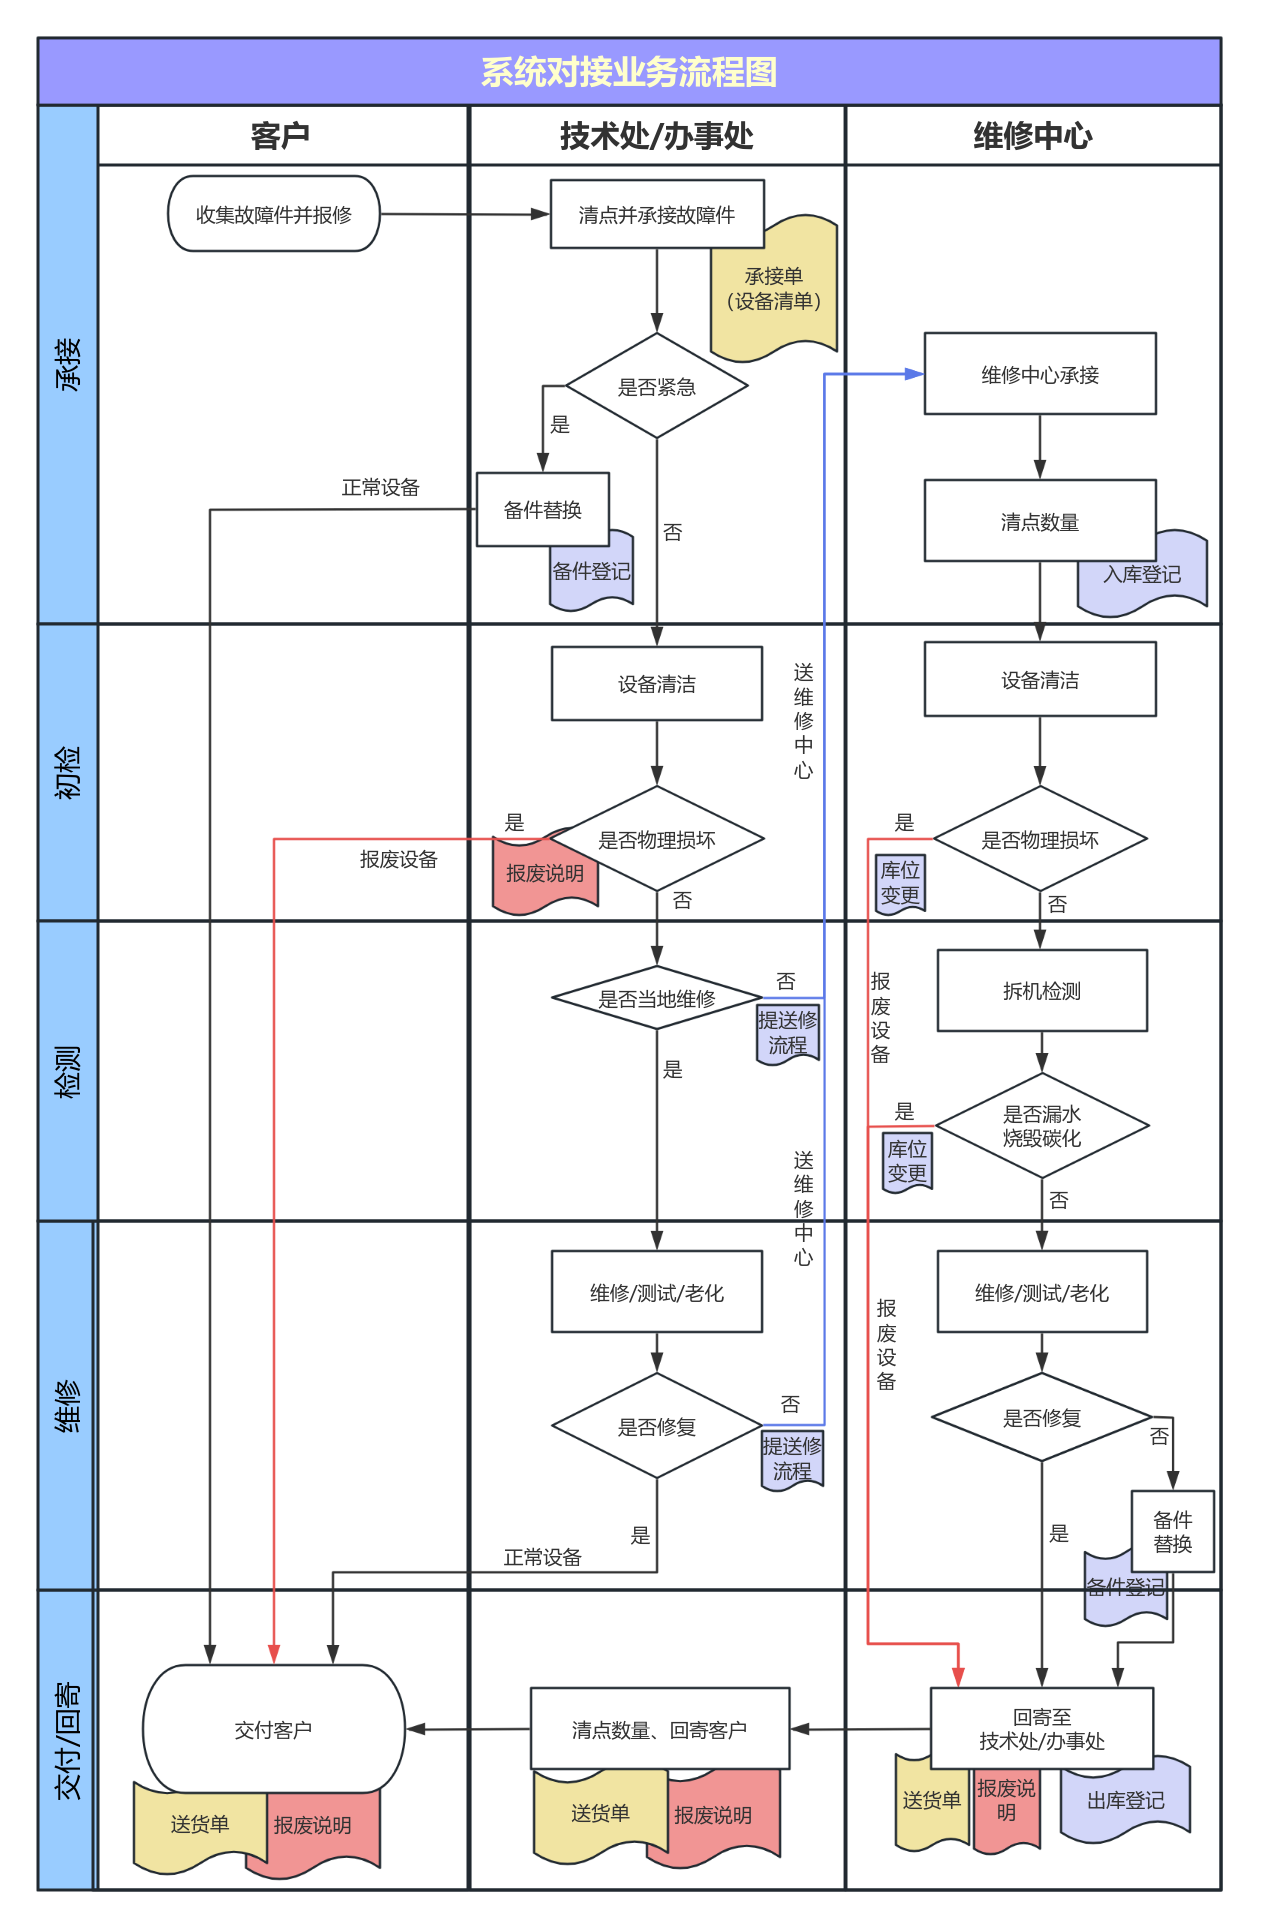 系统对接业务流程图
客户
技术处/办事处
维修中心
承接
收集故障件并报修
清点并承接故障件
承接单
（设备清单）
是否紧急
维修中心承接
是
正常设备
备件替换
否
清点数量
备件登记
入库登记
初检
设备清洁
设备清洁
送
维
修
中
心
是
是否物理损坏
是
是否物理损坏
报废设备
报废说明
库位
变更
否
否
检测
是否当地维修
否
提送修
流程
是
报
废
设
备
拆机检测
是
是否漏水
烧毁碳化
库位
变更
否
送
维
修
中
心
维修
维修/测试/老化
维修/测试/老化
报
废
设
备
是否修复
否
提送修
流程
是否修复
否
是
正常设备
是
备件
替换
备件登记
交付/回寄
交付客户
清点数量、回寄客户
回寄至
技术处/办事处
送货单
报废说明
送货单
报废说明
送货单
报废说
明
出库登记